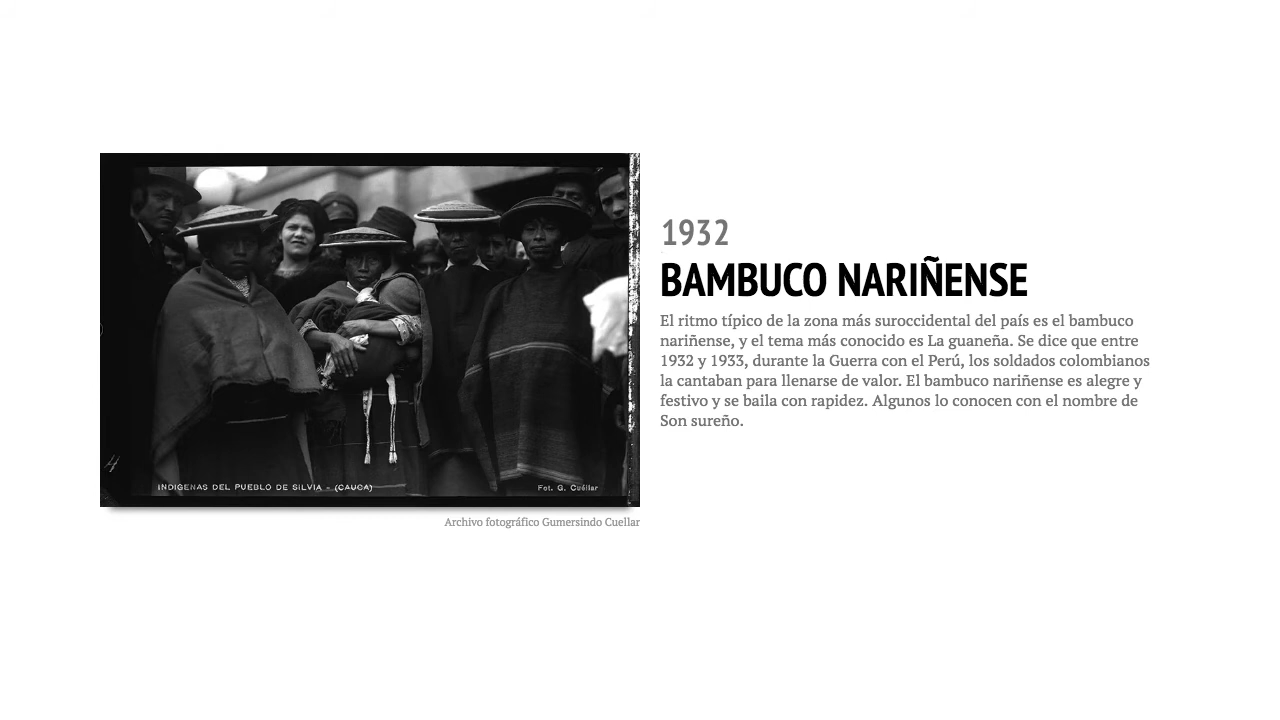 INDIGENAS DEL PUEBLO DE SILVIA - (CAUCA)
Fot. G. Cuéllar
Archivo fotográfico Gumersindo Cuellar
1932
BAMBUCO NARIÑENSE
El ritmo típico de la zona más suroccidental del país es el bambuco
nariñense, y el tema más conocido es La guaneña. Se dice que entre
1932 y 1933, durante la Guerra con el Perú, los soldados colombianos
la cantaban para llenarse de valor. El bambuco nariñense es alegre y
festivo y se baila con rapidez. Algunos lo conocen con el nombre de
Son sureño.